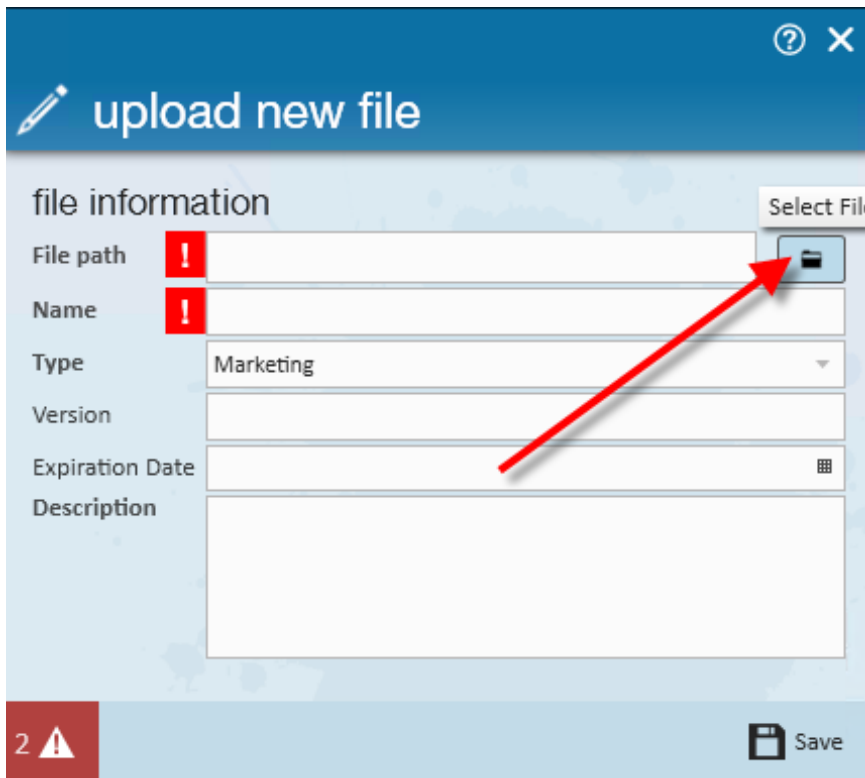 upload new file
file information
Select Fil
File path !
Name !
Type Marketing
Version
Expiration Date
Description
2 Save